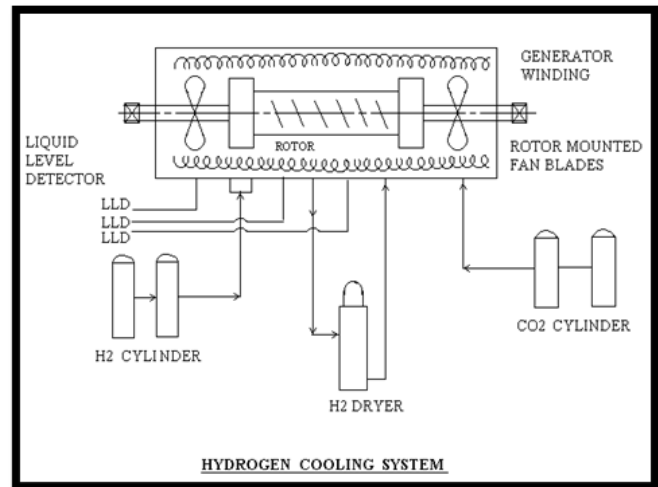 GENERATOR
WINDING
LIQUID
LEVEL
DETECTOR
ROTOR
ROTOR MOUNTED
FAN BLADES
LLD
LLD
LLD
H2 CYLINDER
CO2 CYLINDER
H2 DRYER
HYDROGEN COOLING SYSTEM